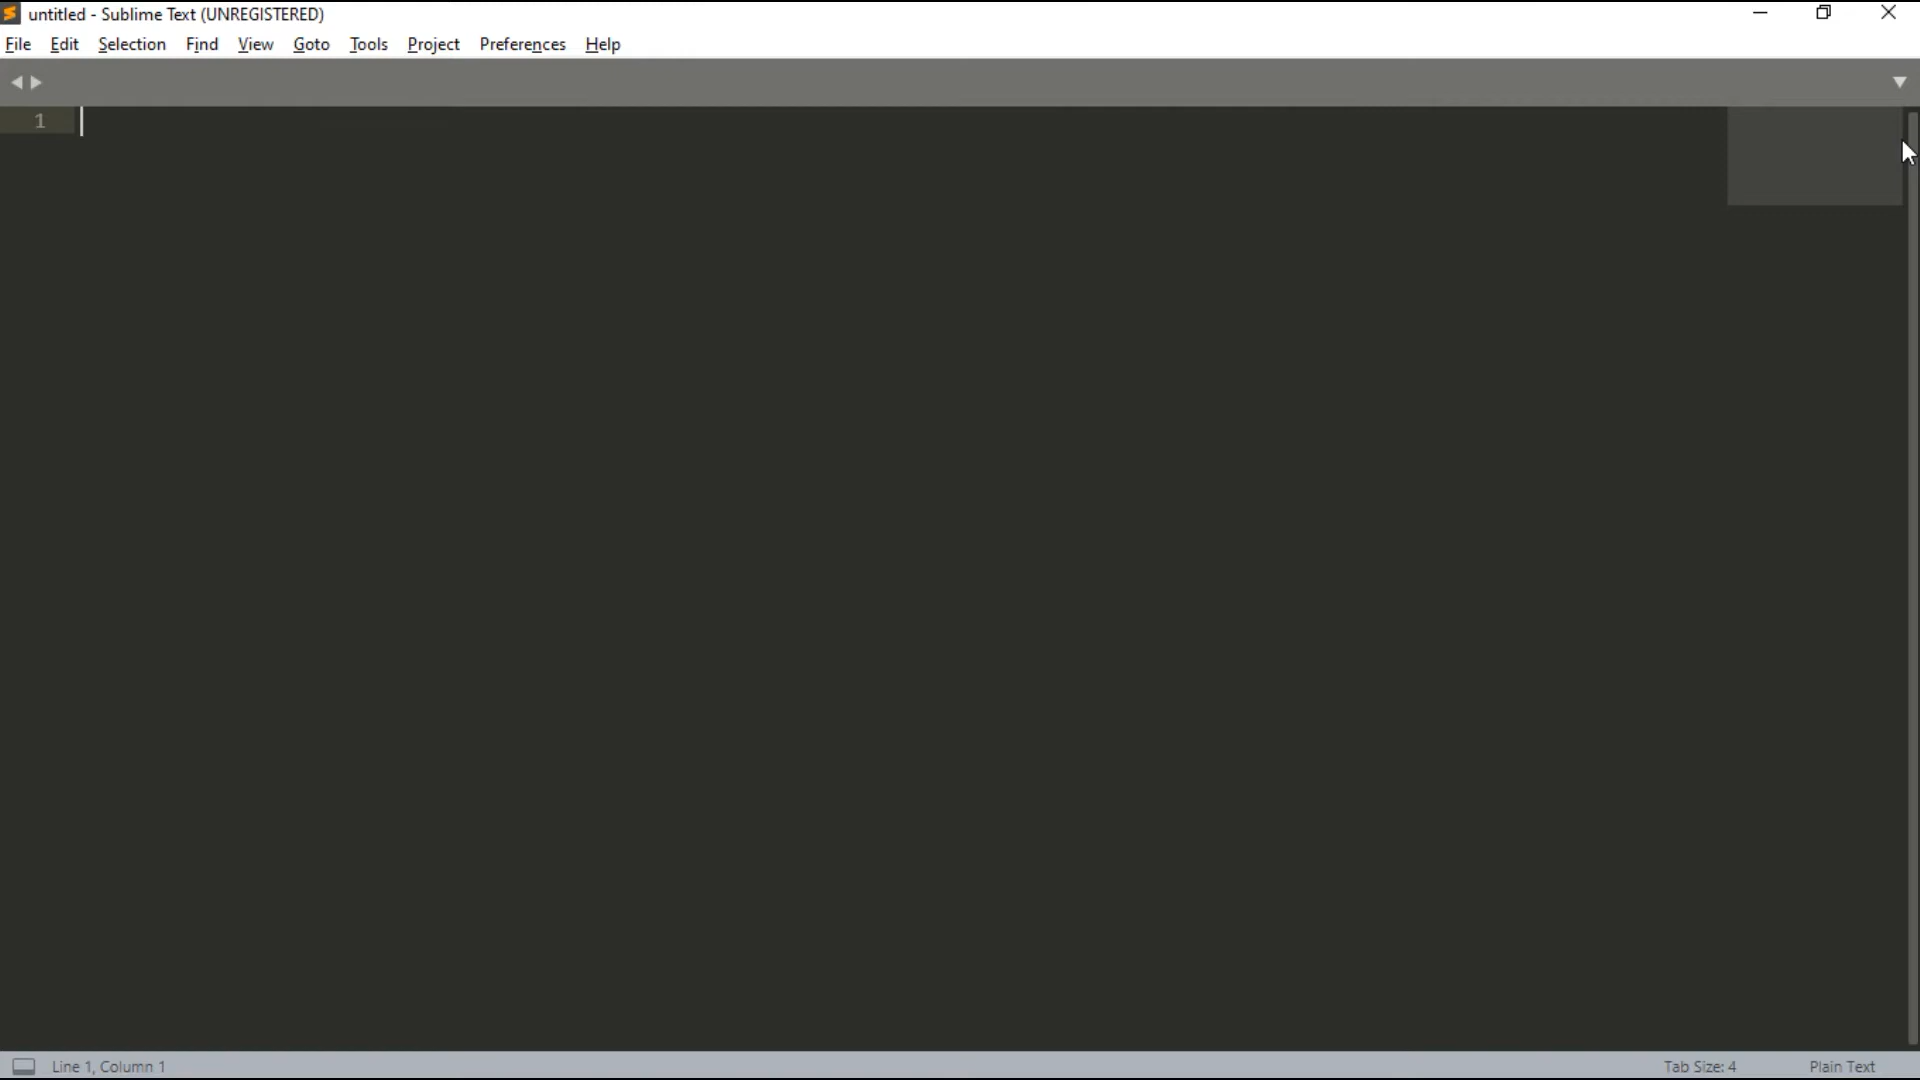 untitled - Sublime Text (UNREGISTERED)
File Edit Selection Find View Goto Tools Project Preferences Help
1
Line 1, Column 1 Tab Size: 4 Plain Text